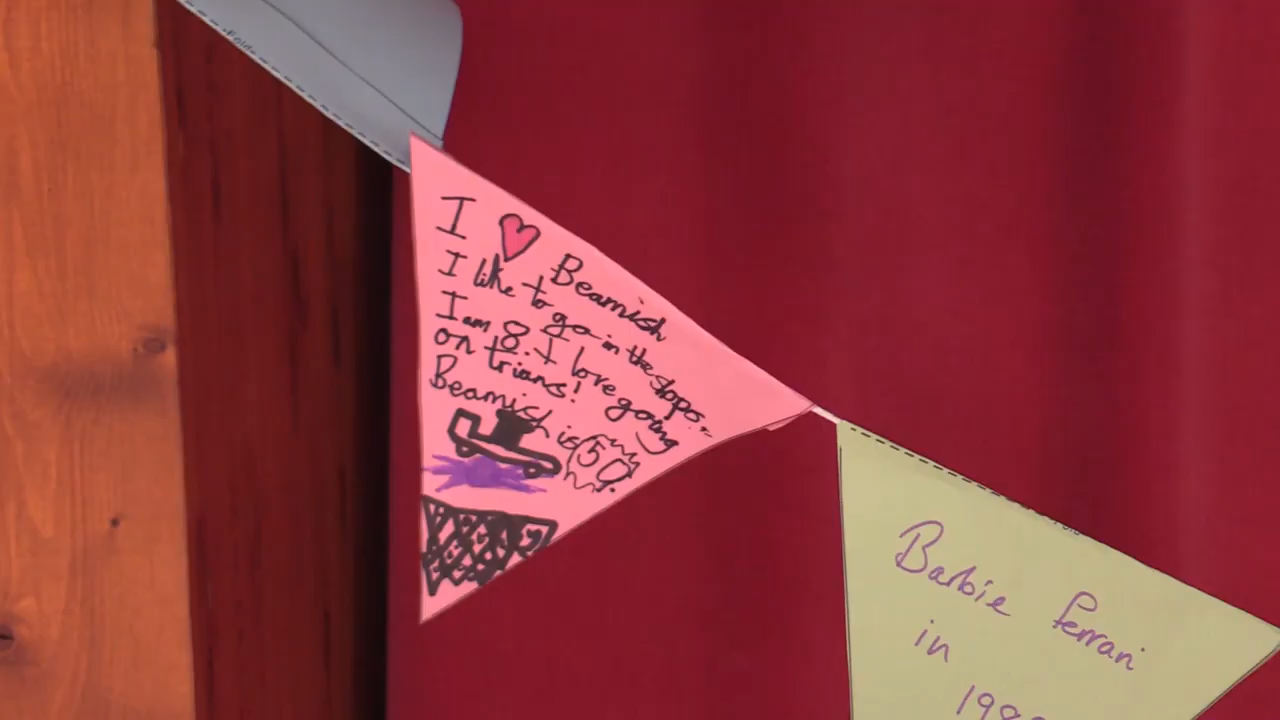 Fold
I Beamish
I like to go in the shops.
I am 8. I love going
on trians!
Beamish is 50.
Barbie Ferrari
in